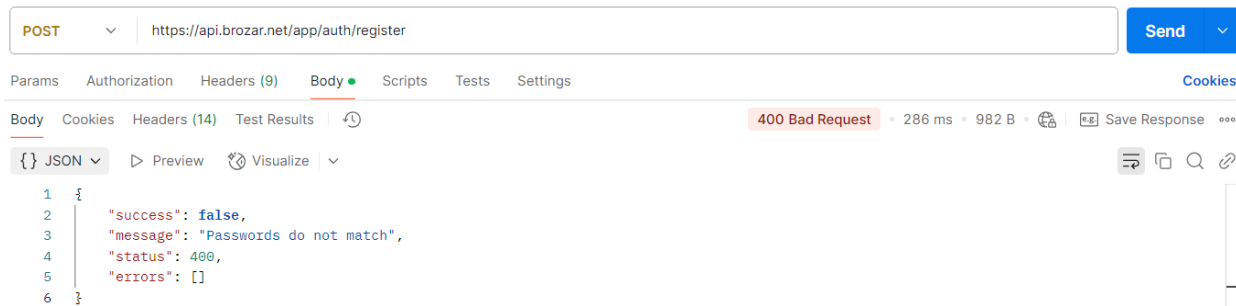 POST https://api.brozar.net/app/auth/register Send
Params Authorization Headers (9) Body Scripts Tests Settings Cookies
Body Cookies Headers (14) Test Results 400 Bad Request 286 ms 982 B e.g. Save Response
{} JSON Preview Visualize
1 {
2 "success": false,
3 "message": "Passwords do not match",
4 "status": 400,
5 "errors": []
6 }